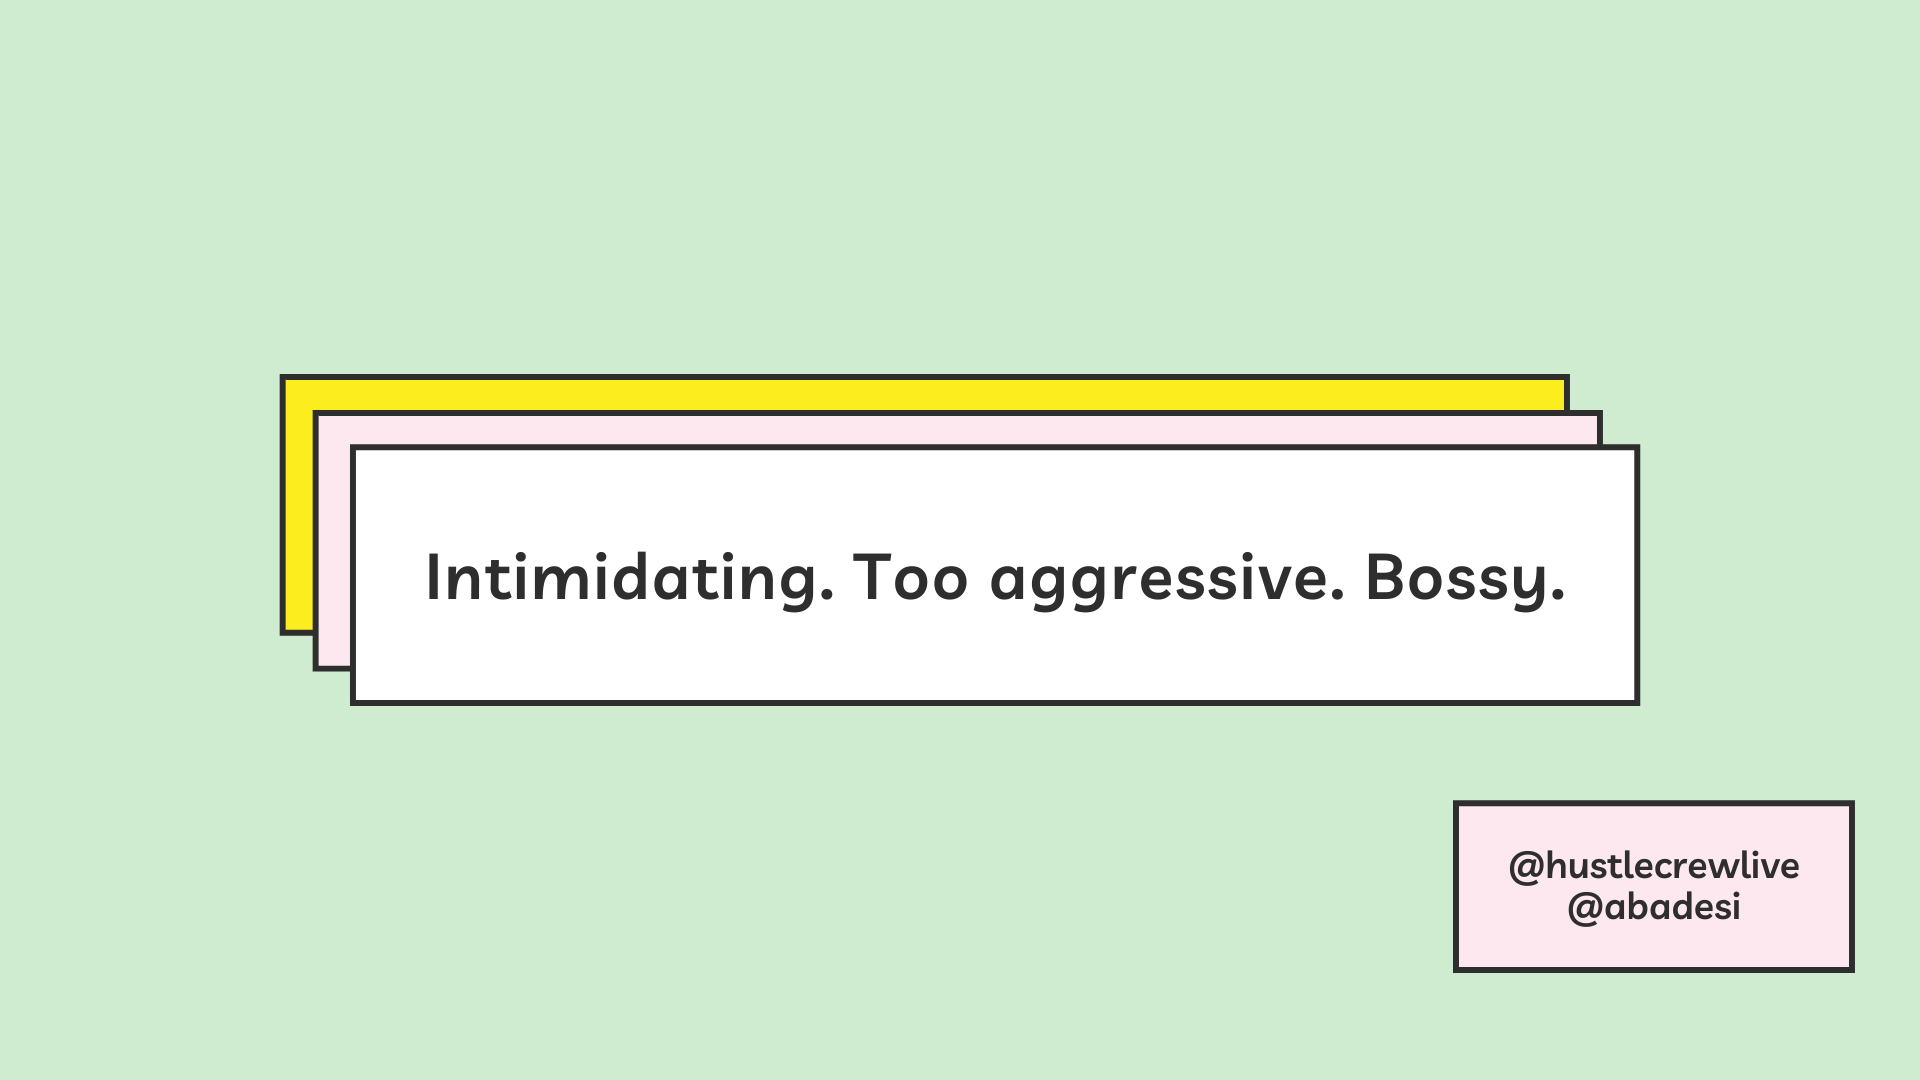 Intimidating. Too aggressive. Bossy.
@hustlecrewlive
@abadesi